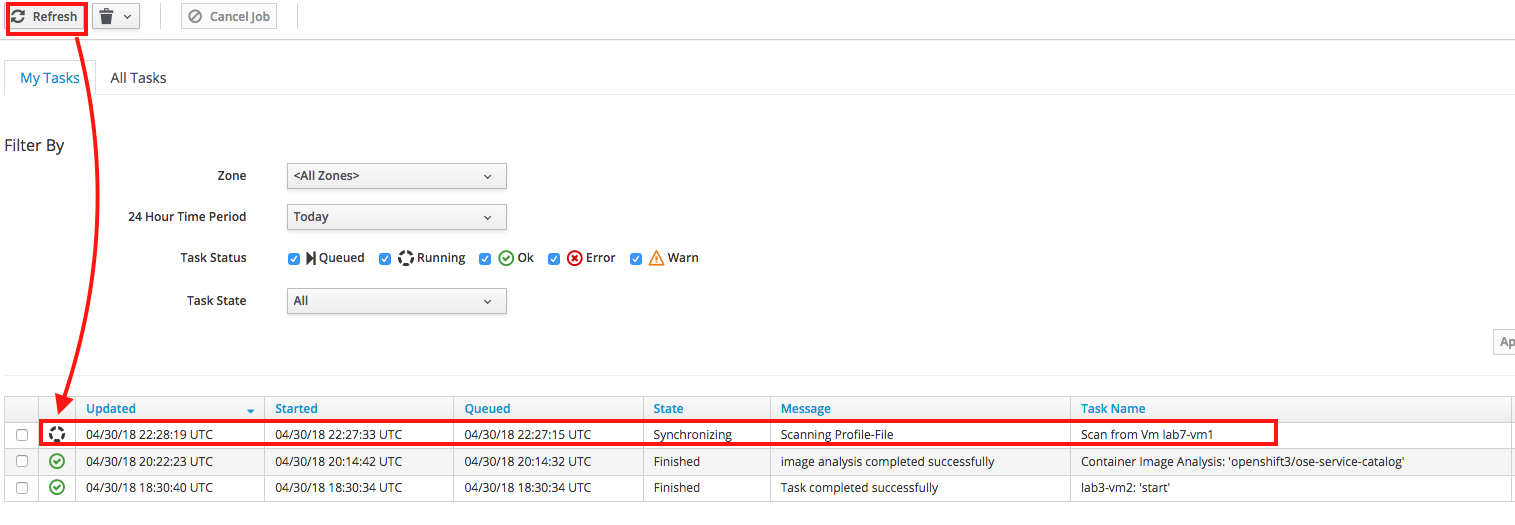 Refresh Cancel Job
My Tasks All Tasks
Filter By
Zone <All Zones>
24 Hour Time Period Today
Task Status Queued Running Ok Error Warn
Task State All
Ap
Updated Started Queued State Message Task Name
04/30/18 22:28:19 UTC 04/30/18 22:27:33 UTC 04/30/18 22:27:15 UTC Synchronizing Scanning Profile-File Scan from Vm lab7-vm1
04/30/18 20:22:23 UTC 04/30/18 20:14:42 UTC 04/30/18 20:14:32 UTC Finished image analysis completed successfully Container Image Analysis: 'openshift3/ose-service-catalog'
04/30/18 18:30:40 UTC 04/30/18 18:30:34 UTC 04/30/18 18:30:34 UTC Finished Task completed successfully lab3-vm2: 'start'